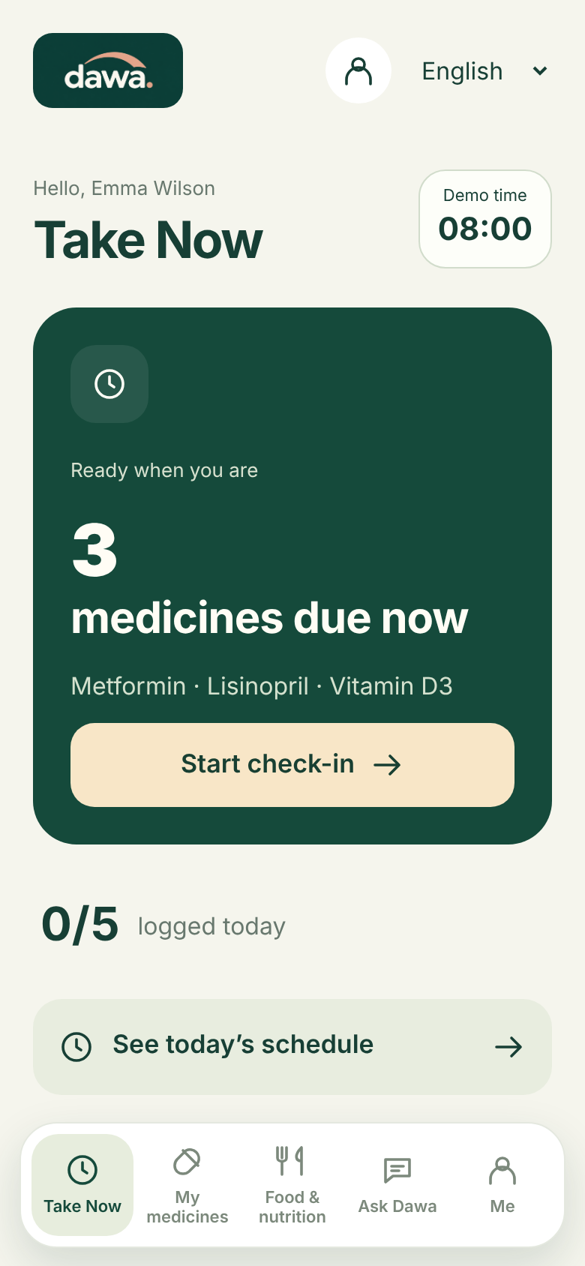 dawa.
English
Hello, Emma Wilson
Take Now
Demo time
08:00
Ready when you are
3
medicines due now
Metformin · Lisinopril · Vitamin D3
Start check-in →
0/5 logged today
See today’s schedule →
Take Now
My
medicines
Food &
nutrition
Ask Dawa
Me